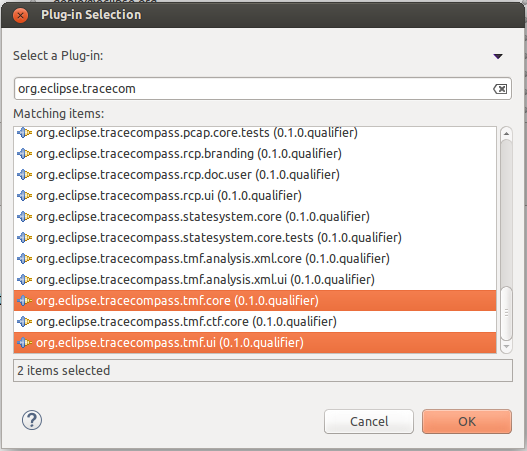 Plug-in Selection
Select a Plug-in:
org.eclipse.tracecom
Matching items:
org.eclipse.tracecompass.pcap.core.tests (0.1.0.qualifier)
org.eclipse.tracecompass.rcp.branding (0.1.0.qualifier)
org.eclipse.tracecompass.rcp.doc.user (0.1.0.qualifier)
org.eclipse.tracecompass.rcp.ui (0.1.0.qualifier)
org.eclipse.tracecompass.statesystem.core (0.1.0.qualifier)
org.eclipse.tracecompass.statesystem.core.tests (0.1.0.qualifier)
org.eclipse.tracecompass.tmf.analysis.xml.core (0.1.0.qualifier)
org.eclipse.tracecompass.tmf.analysis.xml.ui (0.1.0.qualifier)
org.eclipse.tracecompass.tmf.core (0.1.0.qualifier)
org.eclipse.tracecompass.tmf.ctf.core (0.1.0.qualifier)
org.eclipse.tracecompass.tmf.ui (0.1.0.qualifier)
2 items selected
?
Cancel
OK